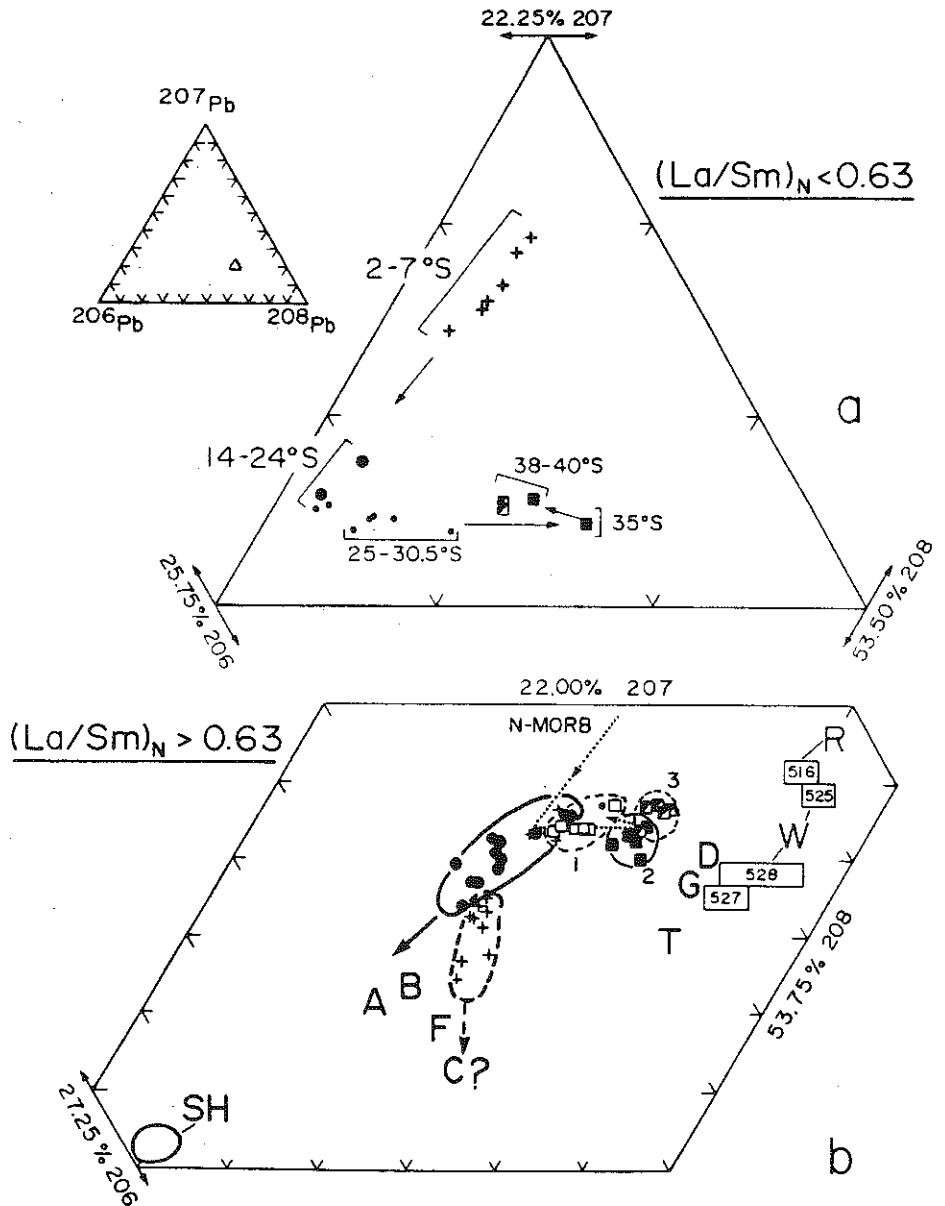 22.25% 207
207Pb
(La/Sm)N<0.63
2-7°S
206Pb
208Pb
a
14-24°S
38-40°S
35°S
25-30.5°S
25.75% 206
53.50% 208
22.00% 207
(La/Sm)N > 0.63
N-MORB
R
516
525
3
W
1
2
D
528
G
527
T
A
B
F
C?
53.75% 208
SH
27.25% 206
b